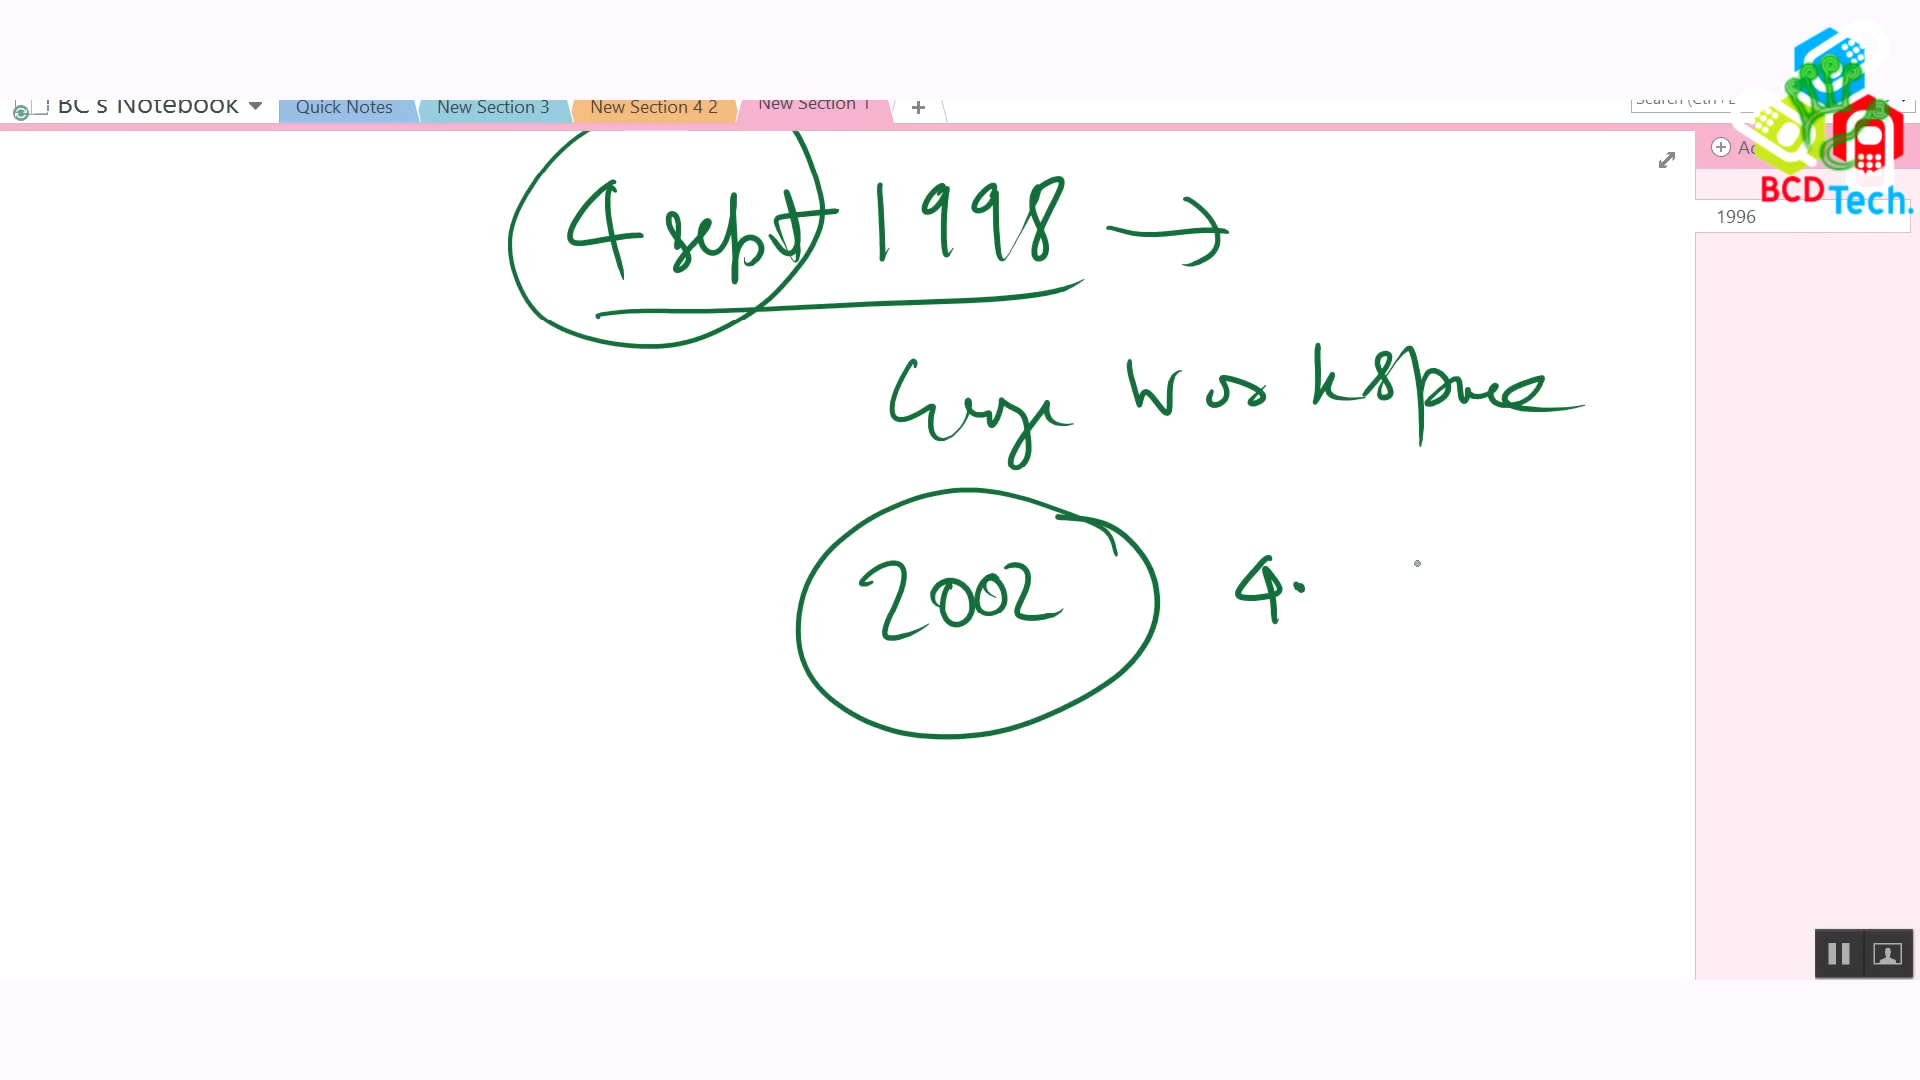 BC's Notebook Quick Notes New Section 3 New Section 4 2 New Section 1 +
BCD Tech.
1996
4 sept 1998 →
Workspace
2002 4.